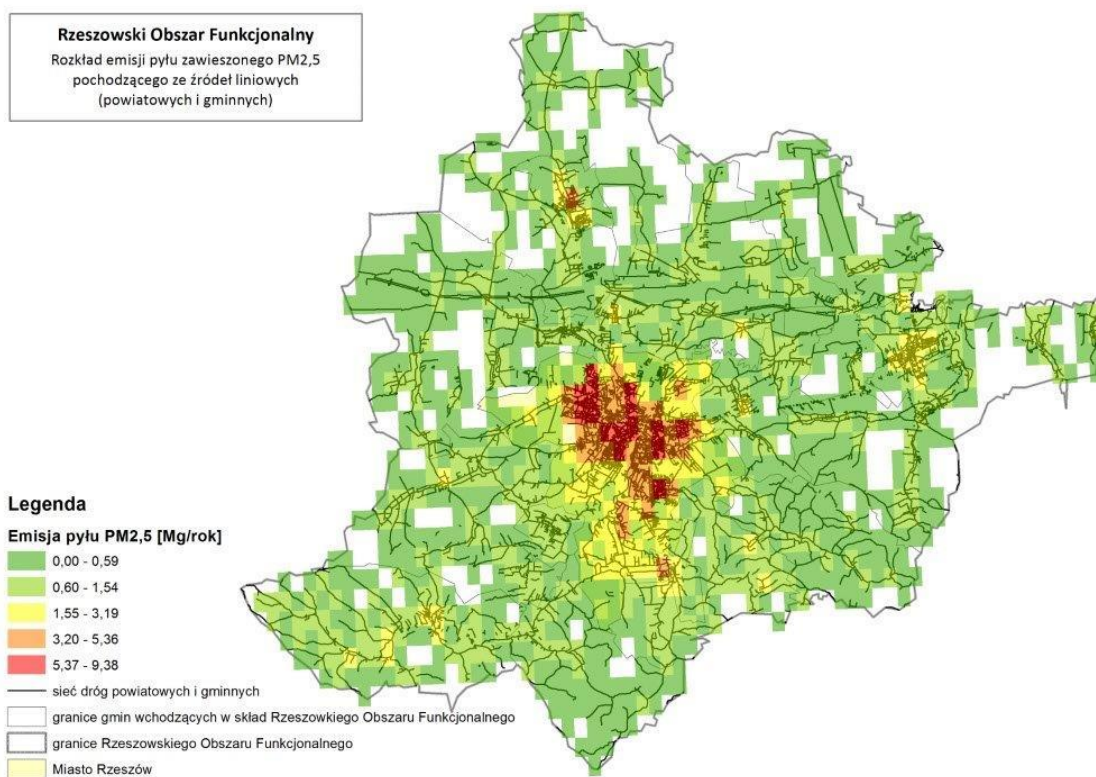 Rzeszowski Obszar Funkcjonalny
Rozkład emisji pyłu zawieszonego PM2,5
pochodzącego ze źródeł liniowych
(powiatowych i gminnych)
Legenda
Emisja pyłu PM2,5 [Mg/rok]
0,00 - 0,59
0,60 - 1,54
1,55 - 3,19
3,20 - 5,36
5,37 - 9,38
sieć dróg powiatowych i gminnych
granice gmin wchodzących w skład Rzeszowkiego Obszaru Funkcjonalnego
granice Rzeszowskiego Obszaru Funkcjonalnego
Miasto Rzeszów